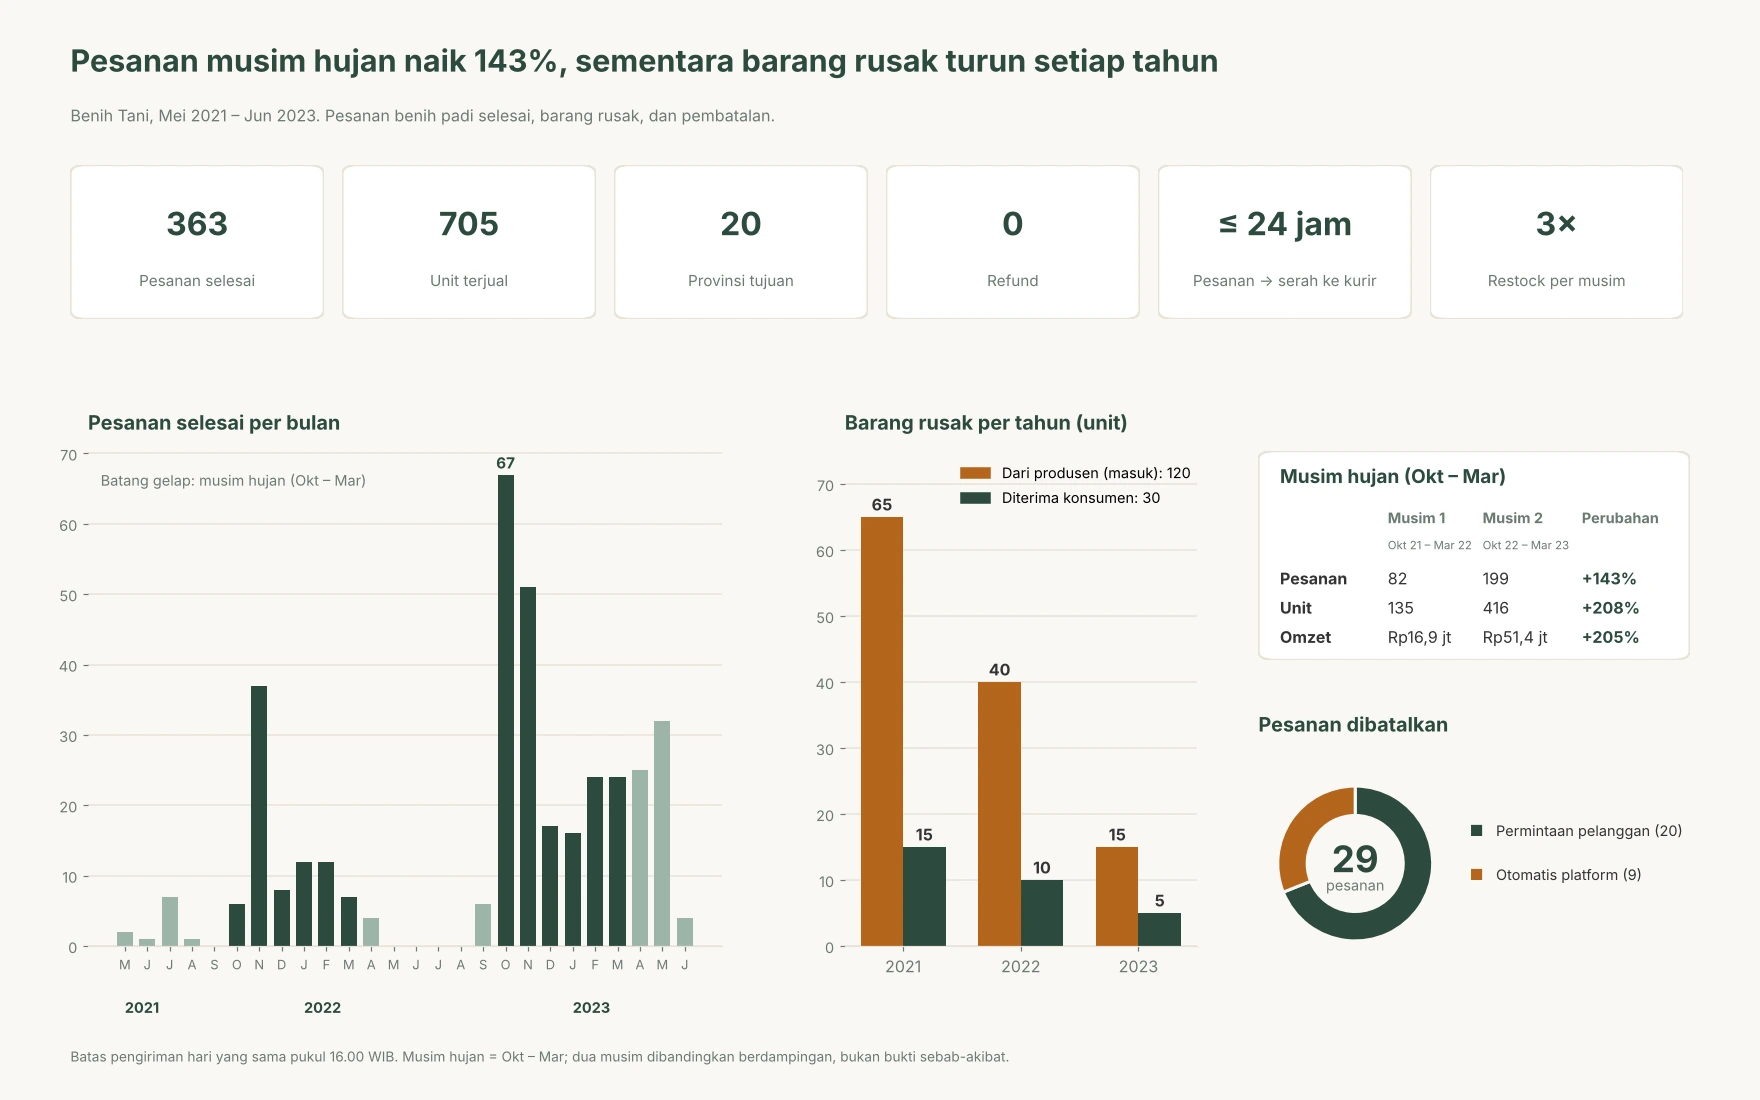 Pesanan musim hujan naik 143%, sementara barang rusak turun setiap tahun
Benih Tani, Mei 2021 – Jun 2023. Pesanan benih padi selesai, barang rusak, dan pembatalan.
363
Pesanan selesai
705
Unit terjual
20
Provinsi tujuan
0
Refund
≤ 24 jam
Pesanan → serah ke kurir
3×
Restock per musim
Pesanan selesai per bulan
Batang gelap: musim hujan (Okt – Mar)
67
70
60
50
40
30
20
10
0
M J J A S O N D J F M A M J J A S O N D J F M A M J
2021 2022 2023
Barang rusak per tahun (unit)
Dari produsen (masuk): 120
Diterima konsumen: 30
70
60
50
40
30
20
10
0
65
15
40
10
15
5
2021 2022 2023
Musim hujan (Okt – Mar)
Musim 1 Musim 2 Perubahan
Okt 21 – Mar 22 Okt 22 – Mar 23
Pesanan 82 199 +143%
Unit 135 416 +208%
Omzet Rp16,9 jt Rp51,4 jt +205%
Pesanan dibatalkan
29
pesanan
Permintaan pelanggan (20)
Otomatis platform (9)
Batas pengiriman hari yang sama pukul 16.00 WIB. Musim hujan = Okt – Mar; dua musim dibandingkan berdampingan, bukan bukti sebab-akibat.